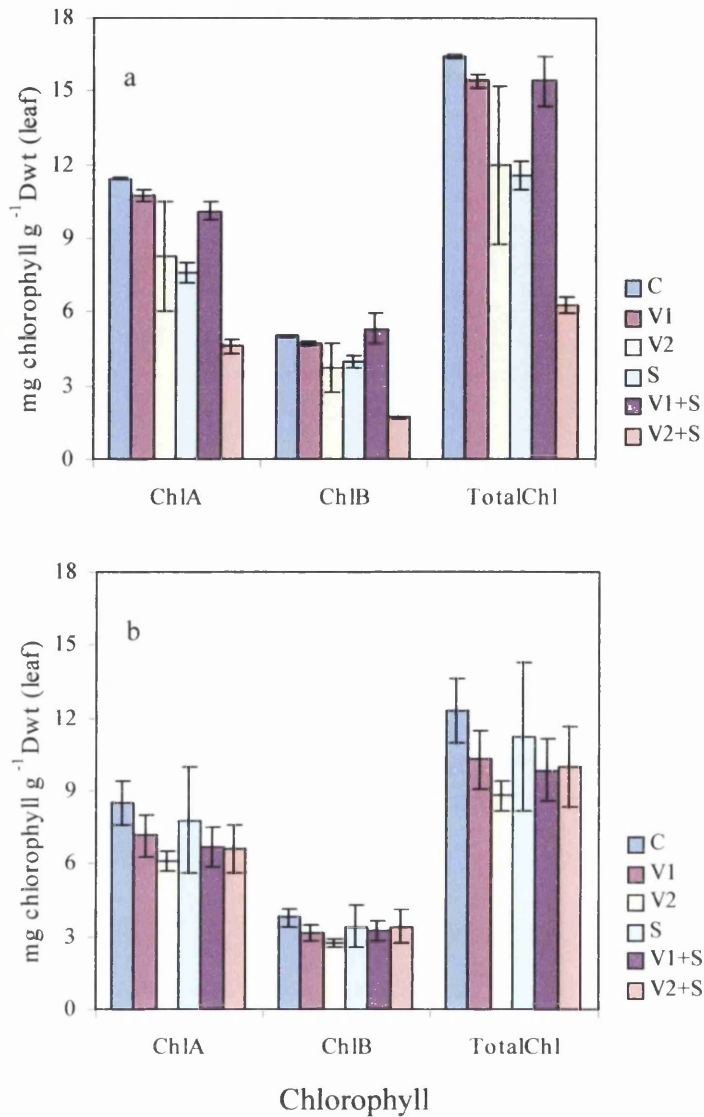 18
a
15
12
9
6
3
0
mg chlorophyll g⁻¹ Dwt (leaf)
ChlA ChlB TotalChl
C
V1
V2
S
V1+S
V2+S
18
b
15
12
9
6
3
0
mg chlorophyll g⁻¹ Dwt (leaf)
ChlA ChlB TotalChl
C
V1
V2
S
V1+S
V2+S
Chlorophyll